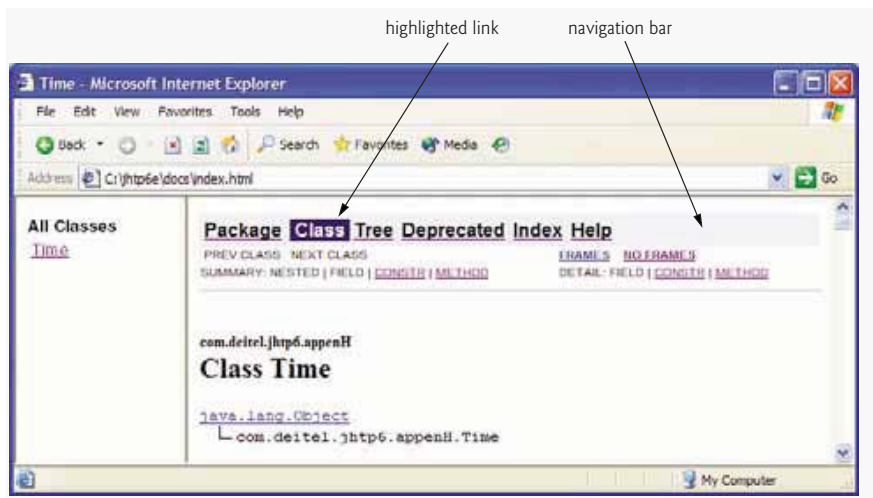 highlighted link    navigation bar
Time - Microsoft Internet Explorer
File Edit View Favorites Tools Help
Back Search Favorites Media
Address C:\jhtp6e\docs\index.html Go
All Classes
Time
Package Class Tree Deprecated Index Help
PREV CLASS NEXT CLASS FRAMES NO FRAMES
SUMMARY: NESTED | FIELD | CONSTR | METHOD DETAIL: FIELD | CONSTR | METHOD
com.deitel.jhtp6.appenH
Class Time
java.lang.Object
com.deitel.jhtp6.appenH.Time
My Computer